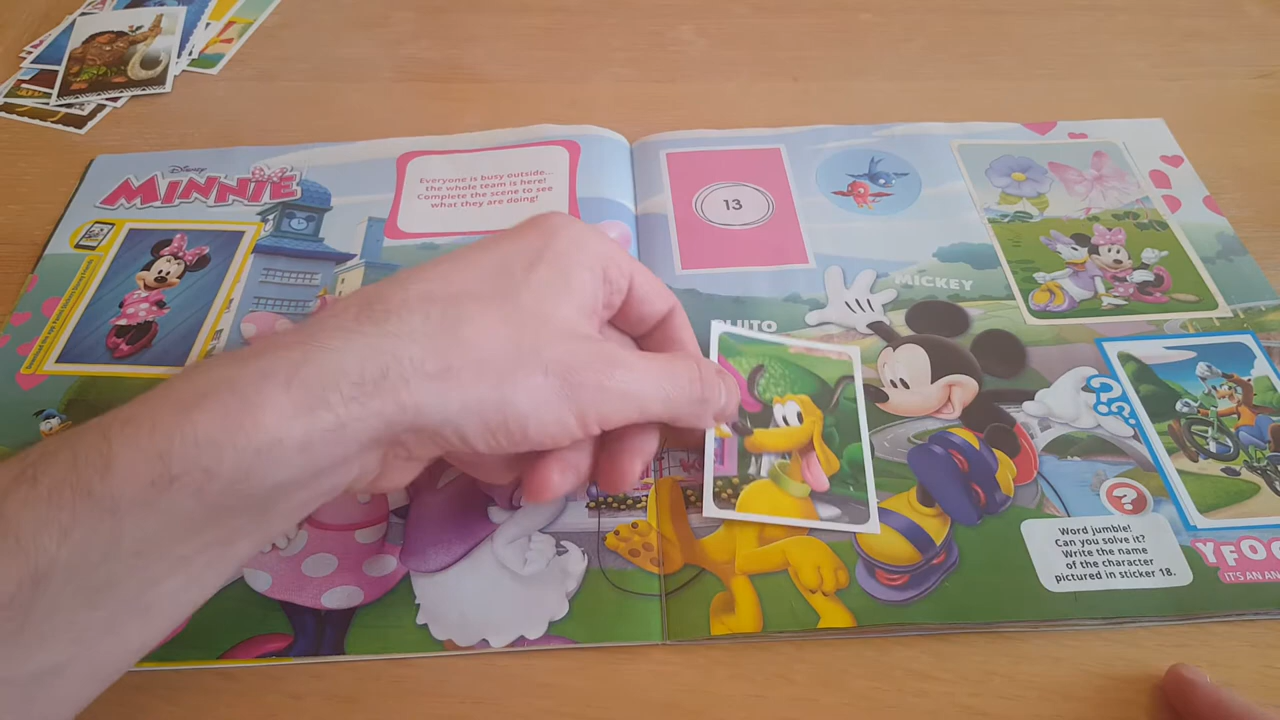 Disney
MINNIE
Everyone is busy outside...
the whole team is here!
Complete the scene to see
what they are doing!
13
MICKEY
PLUTO
??
?
Word jumble!
Can you solve it?
Write the name
of the character
pictured in sticker 18.
YFOO
IT'S AN AN